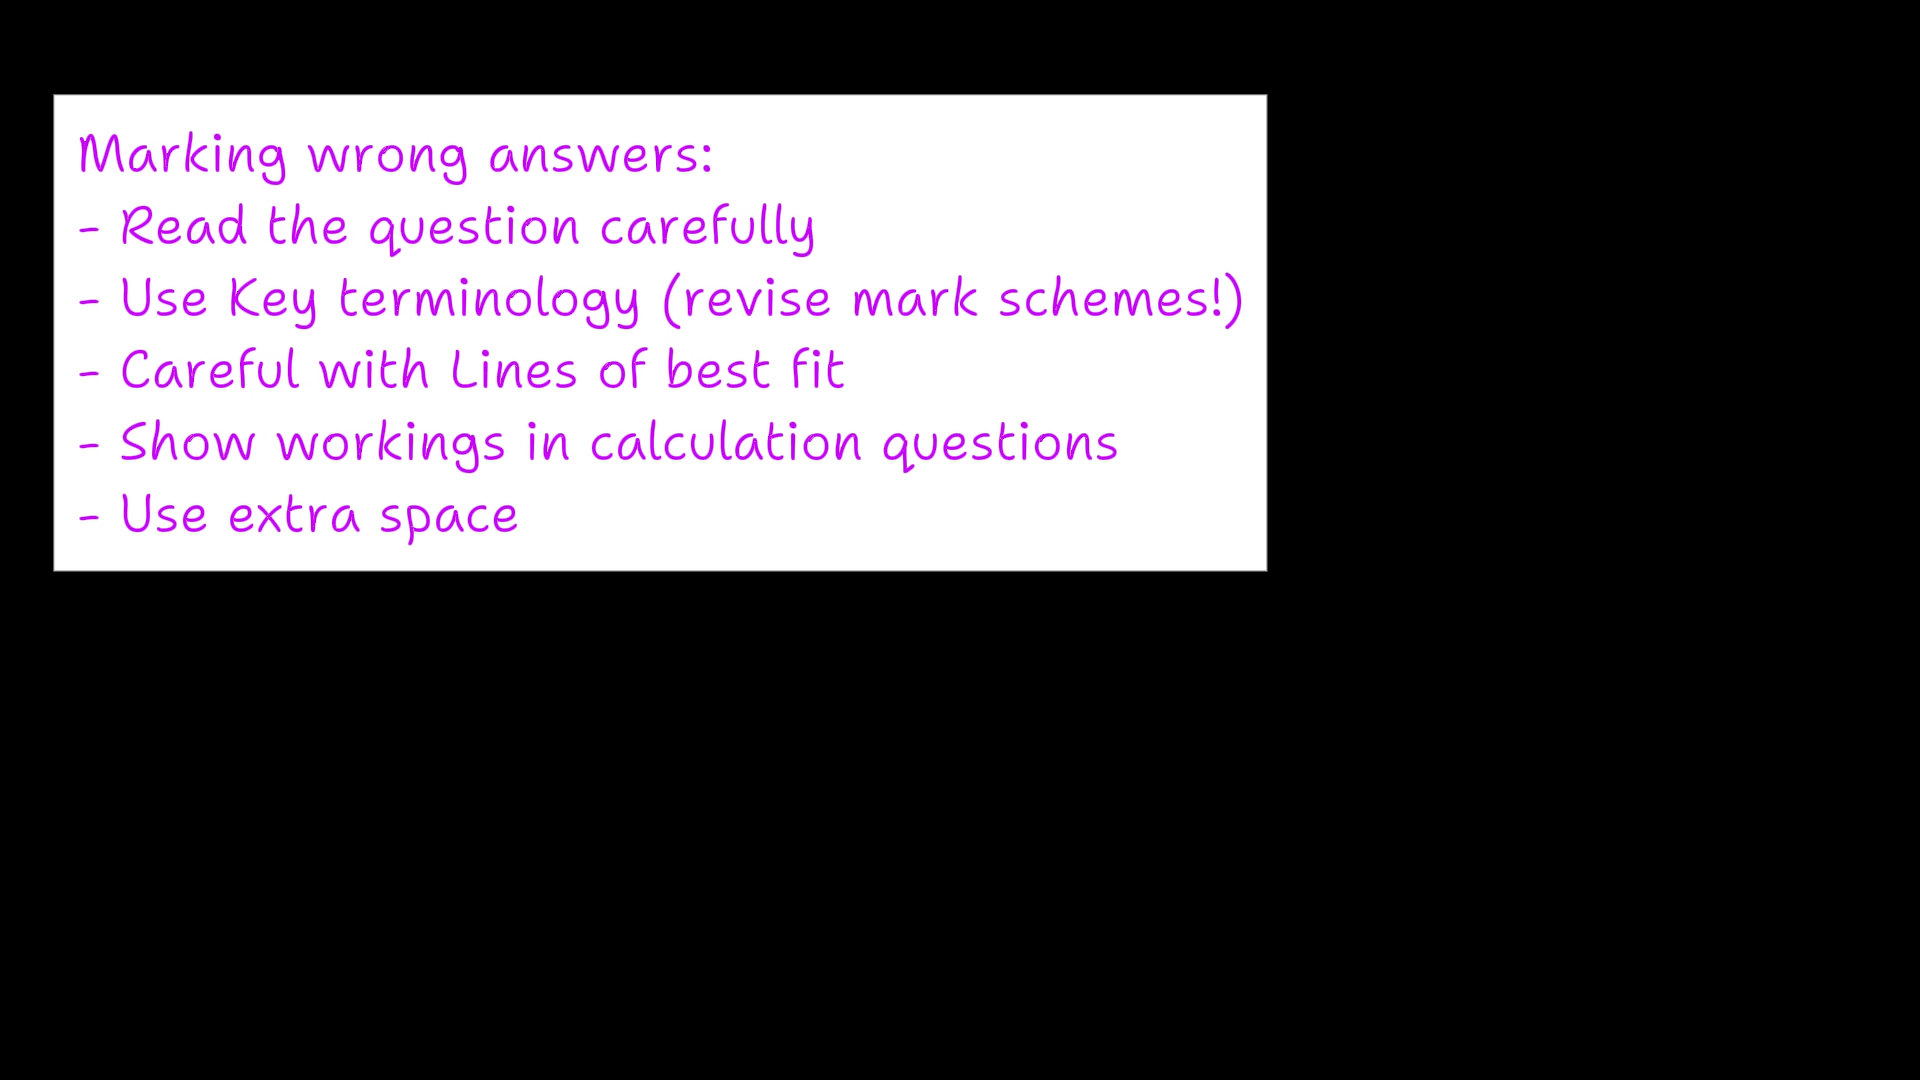 Marking wrong answers:
- Read the question carefully
- Use Key terminology (revise mark schemes!)
- Careful with Lines of best fit
- Show workings in calculation questions
- Use extra space